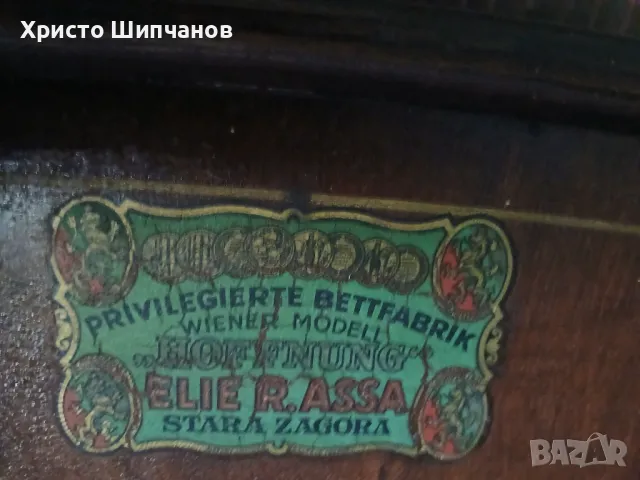 Христо Шипчанов
PRIVILEGIERTE BETTFABRIK
WIENER MODELL
„HOFFNUNG“
ELIE R. ASSA
STARA ZAGORA
BAZAR